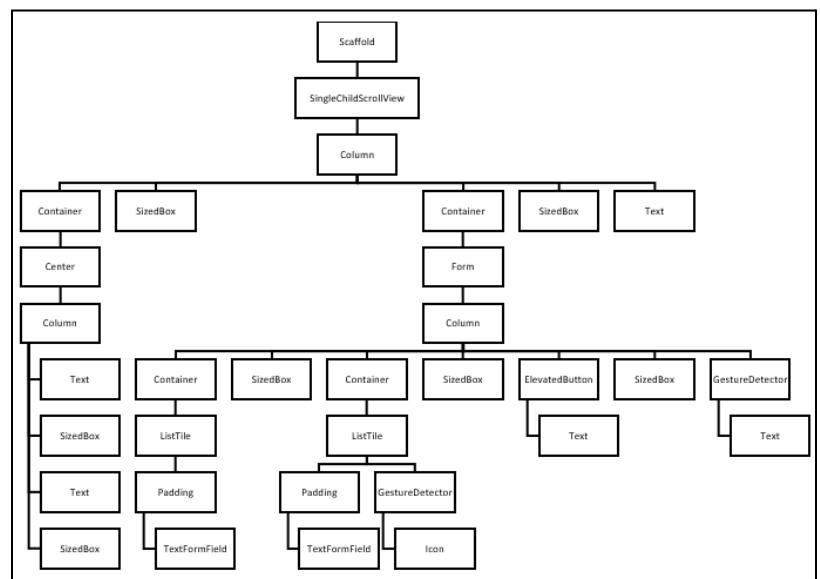 Scaffold
SingleChildScrollView
Column
Container
SizedBox
Container
SizedBox
Text
Center
Form
Column
Column
Text
Container
SizedBox
Container
SizedBox
ElevatedButton
SizedBox
GestureDetector
SizedBox
ListTile
ListTile
Text
Text
Text
Padding
Padding
GestureDetector
SizedBox
TextFormField
TextFormField
Icon